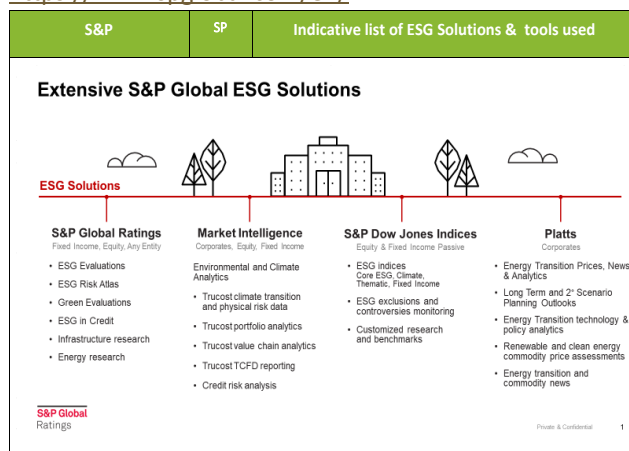 S&P SP Indicative list of ESG Solutions & tools used
Extensive S&P Global ESG Solutions
ESG Solutions
S&P Global Ratings
Fixed Income, Equity, Any Entity
• ESG Evaluations
• ESG Risk Atlas
• Green Evaluations
• ESG in Credit
• Infrastructure research
• Energy research
Market Intelligence
Corporates, Equity, Fixed Income
Environmental and Climate
Analytics
• Trucost climate transition
and physical risk data
• Trucost portfolio analytics
• Trucost value chain analytics
• Trucost TCFD reporting
• Credit risk analysis
S&P Dow Jones Indices
Equity & Fixed Income Passive
• ESG indices
Core ESG, Climate,
Thematic, Fixed Income
• ESG exclusions and
controversies monitoring
• Customized research
and benchmarks
Platts
Corporates
• Energy Transition Prices, News
& Analytics
• Long Term and 2° Scenario
Planning Outlooks
• Energy Transition technology &
policy analytics
• Renewable and clean energy
commodity price assessments
• Energy transition and
commodity news
S&P Global
Ratings
Private & Confidential 1